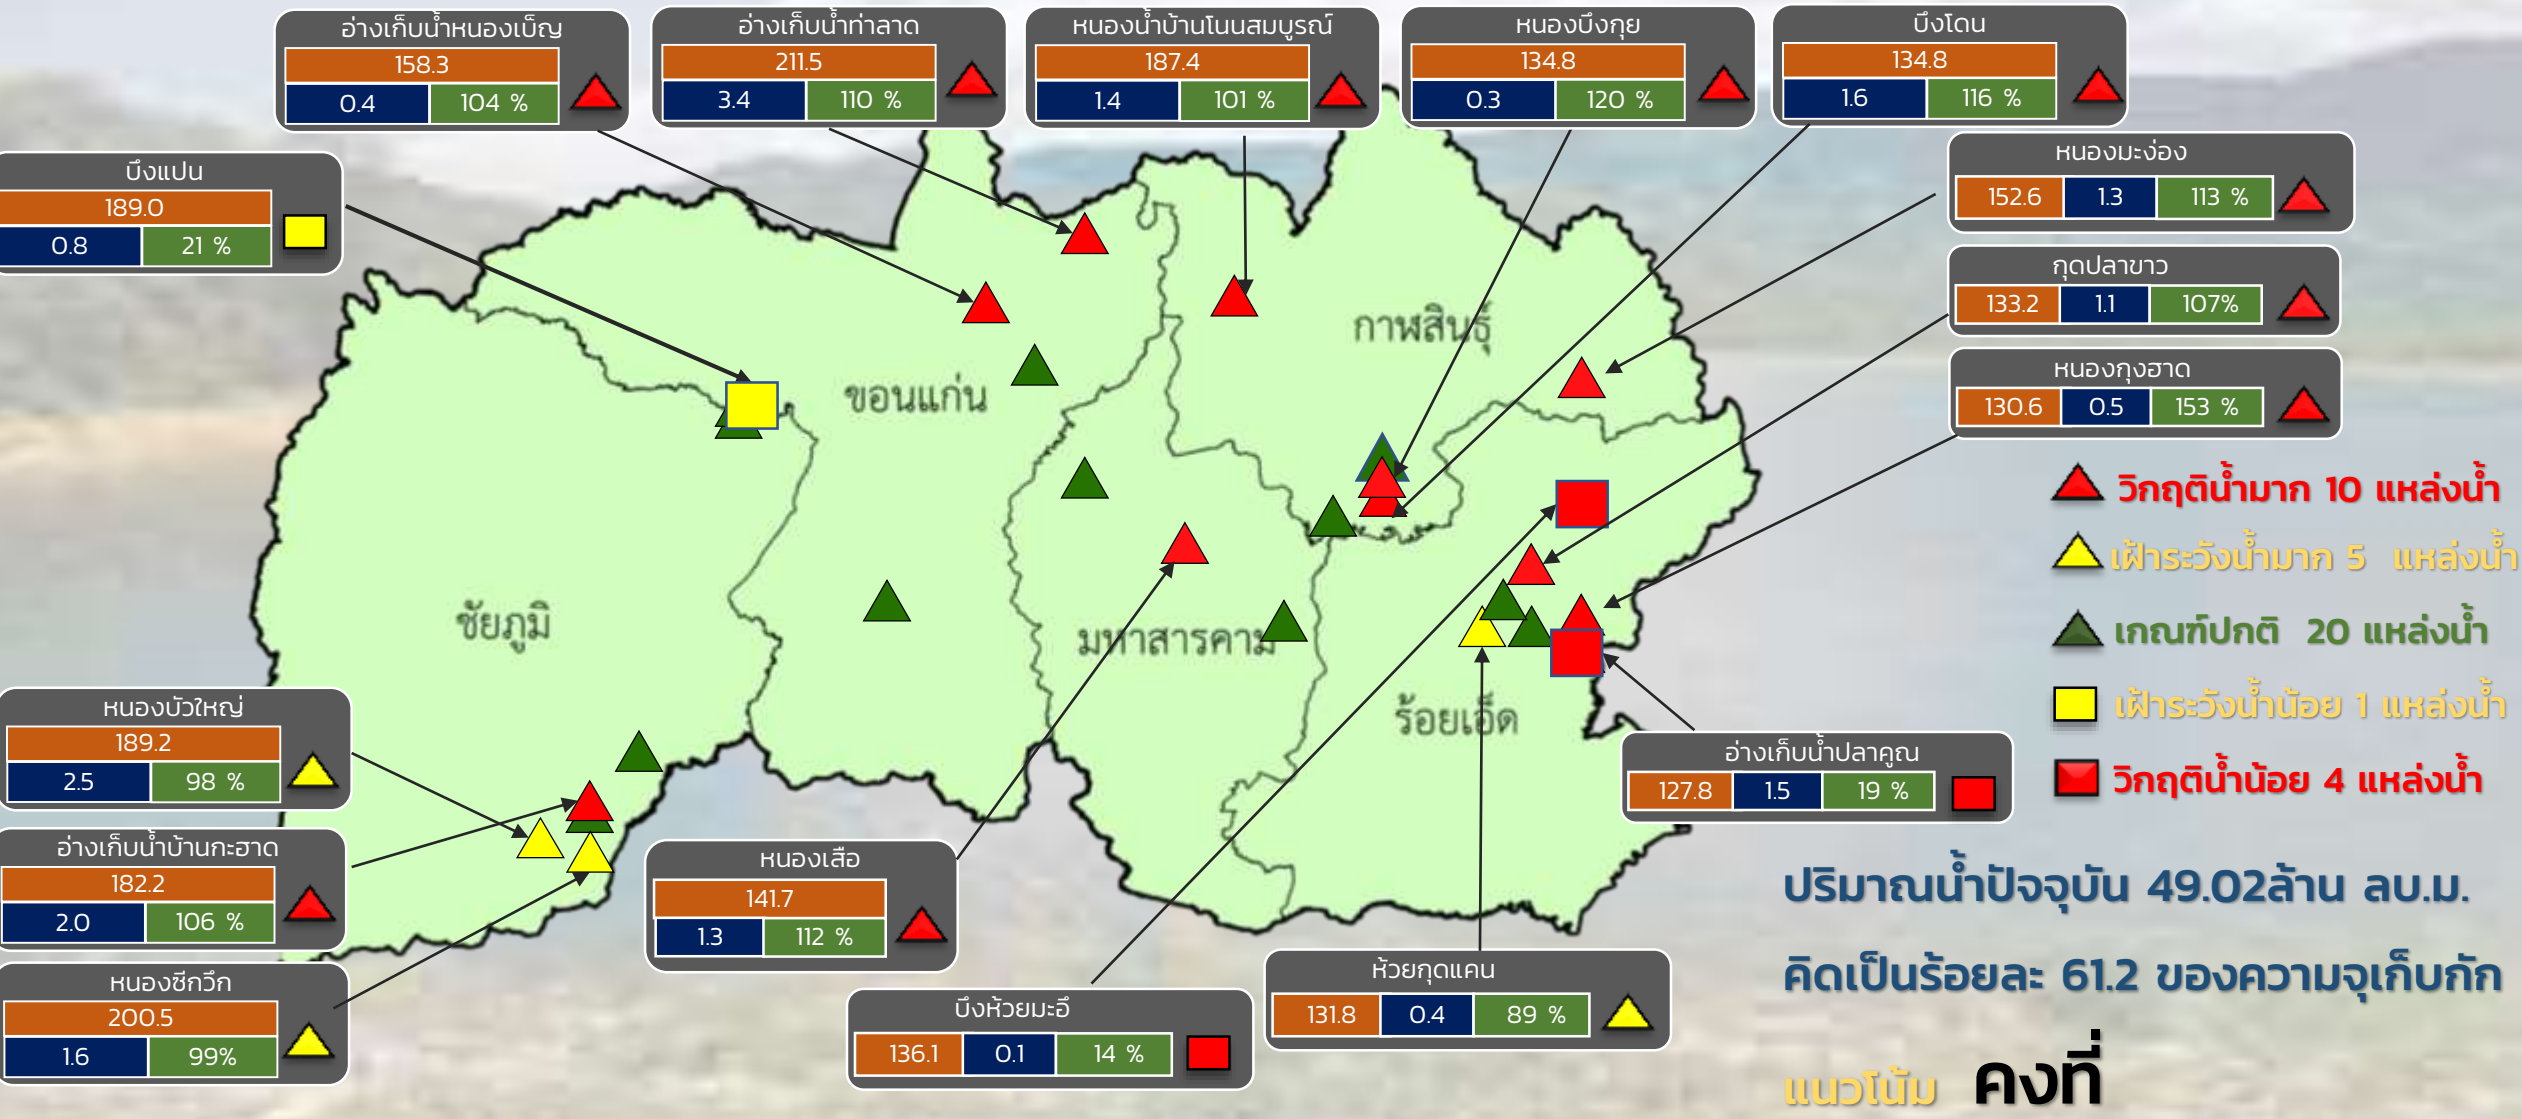 อ่างเก็บน้ำหนองเบ็ญ
158.3
0.4 104 %
อ่างเก็บน้ำท่าลาด
211.5
3.4 110 %
หนองน้ำบ้านโนนสมบูรณ์
187.4
1.4 101 %
หนองบึงกุย
134.8
0.3 120 %
บึงโดน
134.8
1.6 116 %
บึงแปน
189.0
0.8 21 %
หนองมะง่อง
152.6 1.3 113 %
กุดปลาขาว
133.2 1.1 107%
หนองกุงฮาด
130.6 0.5 153 %
กาฬสินธุ์
ขอนแก่น
ชัยภูมิ
มหาสารคาม
ร้อยเอ็ด
วิกฤติน้ำมาก 10 แหล่งน้ำ
เฝ้าระวังน้ำมาก 5 แหล่งน้ำ
เกณฑ์ปกติ 20 แหล่งน้ำ
เฝ้าระวังน้ำน้อย 1 แหล่งน้ำ
วิกฤติน้ำน้อย 4 แหล่งน้ำ
หนองบัวใหญ่
189.2
2.5 98 %
อ่างเก็บน้ำบ้านกะฮาด
182.2
2.0 106 %
หนองซีกวึก
200.5
1.6 99%
หนองเสือ
141.7
1.3 112 %
บึงห้วยมะอึ
136.1 0.1 14 %
ห้วยกุดแคน
131.8 0.4 89 %
อ่างเก็บน้ำปลาคูณ
127.8 1.5 19 %
ปริมาณน้ำปัจจุบัน 49.02ล้าน ลบ.ม.
คิดเป็นร้อยละ 61.2 ของความจุเก็บกัก
แนวโน้ม คงที่